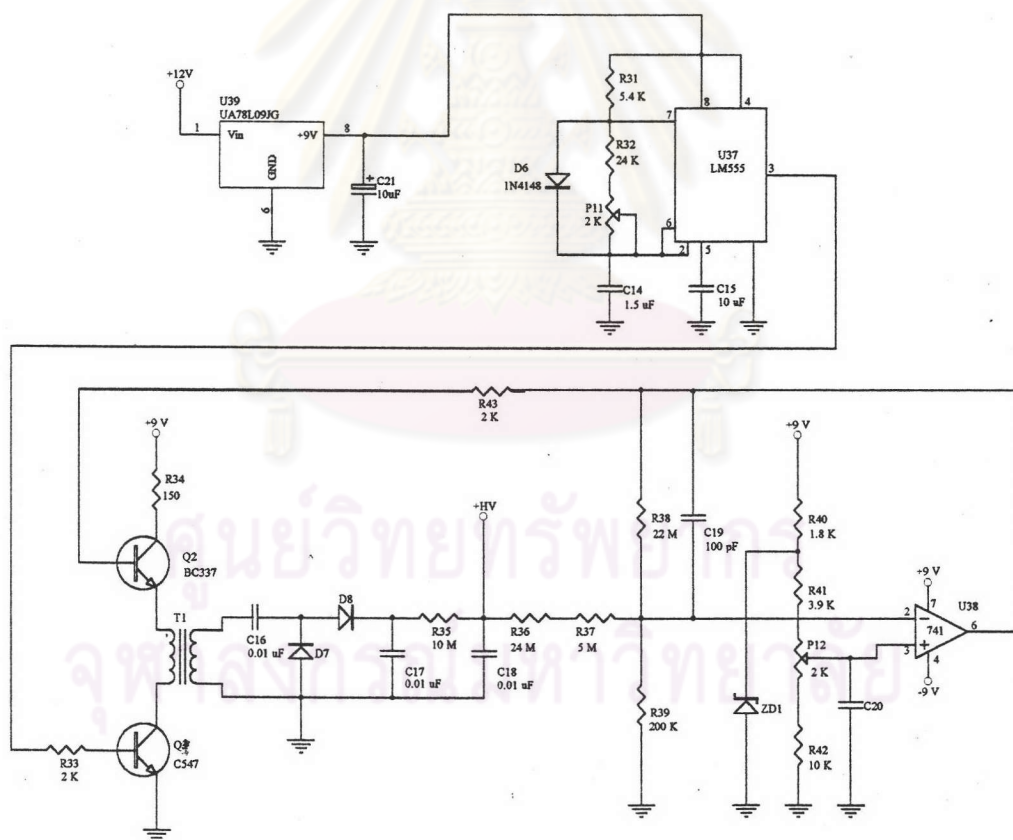 +12V
U39
UA78L09JG
1
Vin
+9V
8
GND
6
+
C21
10uF
R31
5.4 K
8
4
7
R32
24 K
U37
LM555
3
D6
1N4148
P11
2 K
6
2
5
C14
1.5 uF
C15
10 uF
R43
2 K
+9 V
R34
150
+HV
R38
22 M
C19
100 pF
+9 V
R40
1.8 K
Q2
BC337
R41
3.9 K
+9 V
7
U38
T1
C16
0.01 uF
D7
D8
R35
10 M
R36
24 M
R37
5 M
2
−
741
6
3
+
4
-9 V
P12
2 K
C17
0.01 uF
C18
0.01 uF
R39
200 K
ZD1
C20
R42
10 K
R33
2 K
C547
ศูนย์วิทยทรัพยากร
จุฬาลงกรณ์มหาวิทยาลัย